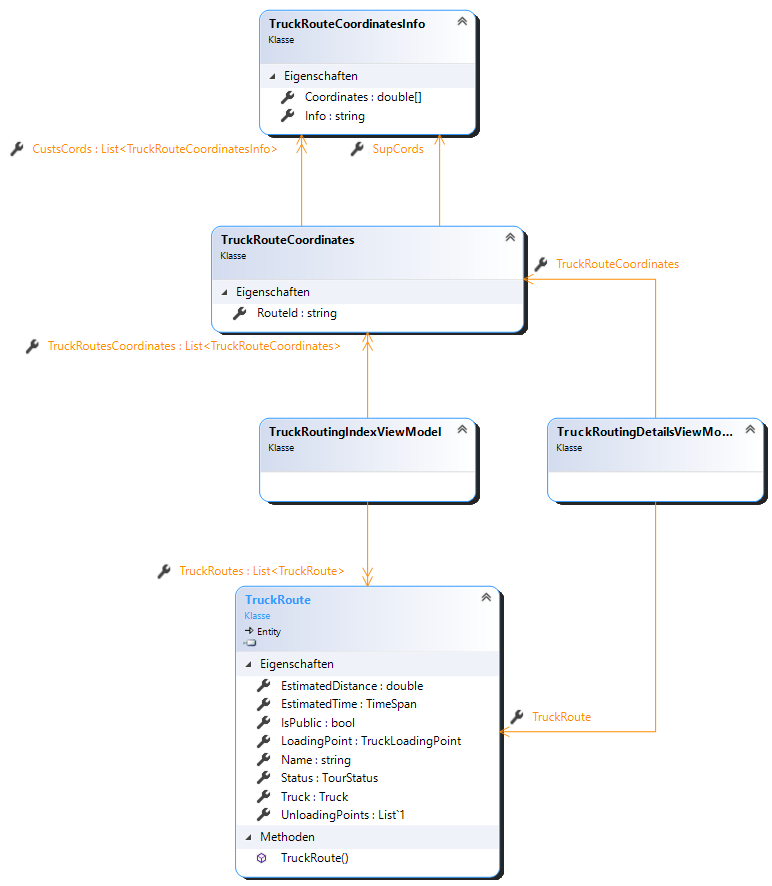 TruckRouteCoordinatesInfo
Klasse
Eigenschaften
Coordinates : double[]
Info : string
CustsCords : List<TruckRouteCoordinatesInfo>
SupCords
TruckRouteCoordinates
Klasse
Eigenschaften
RouteId : string
TruckRouteCoordinates
TruckRoutesCoordinates : List<TruckRouteCoordinates>
TruckRoutingIndexViewModel
Klasse
TruckRoutingDetailsViewMo...
Klasse
TruckRoutes : List<TruckRoute>
TruckRoute
Klasse
Entity
Eigenschaften
EstimatedDistance : double
EstimatedTime : TimeSpan
IsPublic : bool
LoadingPoint : TruckLoadingPoint
Name : string
Status : TourStatus
Truck : Truck
UnloadingPoints : List`1
Methoden
TruckRoute()
TruckRoute